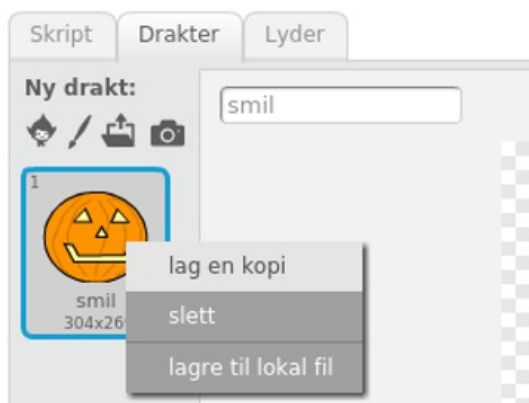 Skript Drakter Lyder
Ny drakt:
smil
1
smil
304x26
lag en kopi
slett
lagre til lokal fil